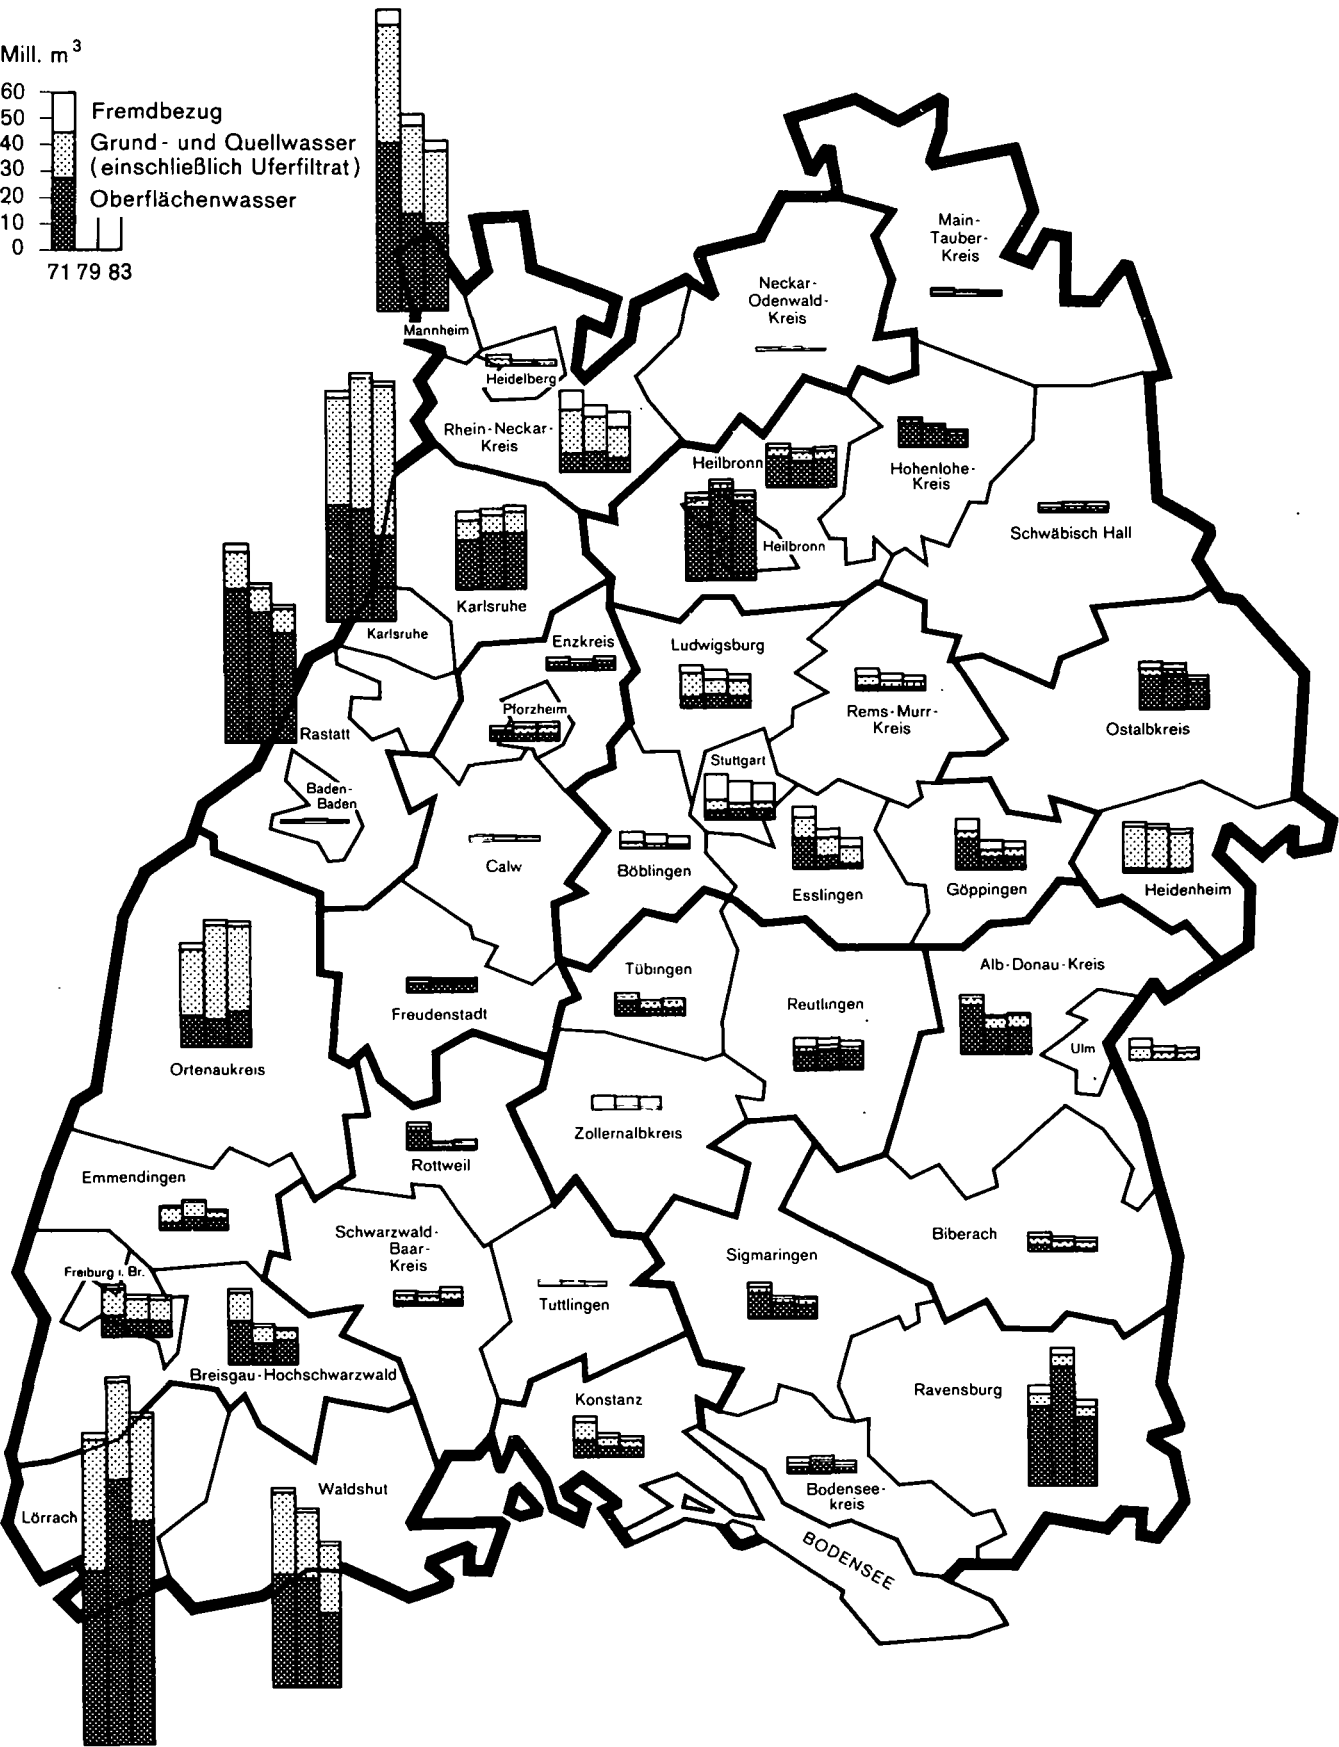 Mill. m³
60
50
40
30
20
10
0
71 79 83
Fremdbezug
Grund- und Quellwasser
(einschließlich Uferfiltrat)
Oberflächenwasser
Main-
Tauber-
Kreis
Neckar-
Odenwald-
Kreis
Mannheim
Heidelberg
Rhein-Neckar-
Kreis
Heilbronn
Hohenlohe-
Kreis
Schwäbisch Hall
Heilbronn
Karlsruhe
Karlsruhe
Enzkreis
Ludwigsburg
Pforzheim
Rems-Murr-
Kreis
Ostalbkreis
Rastatt
Stuttgart
Baden-
Baden
Calw
Böblingen
Esslingen
Göppingen
Heidenheim
Tübingen
Alb-Donau-Kreis
Reutlingen
Freudenstadt
Ulm
Ortenaukreis
Zollernalbkreis
Rottweil
Emmendingen
Schwarzwald-
Baar-
Kreis
Biberach
Sigmaringen
Freiburg i. Br.
Tuttlingen
Breisgau-Hochschwarzwald
Ravensburg
Konstanz
Waldshut
Bodensee-
kreis
Lörrach
BODENSEE